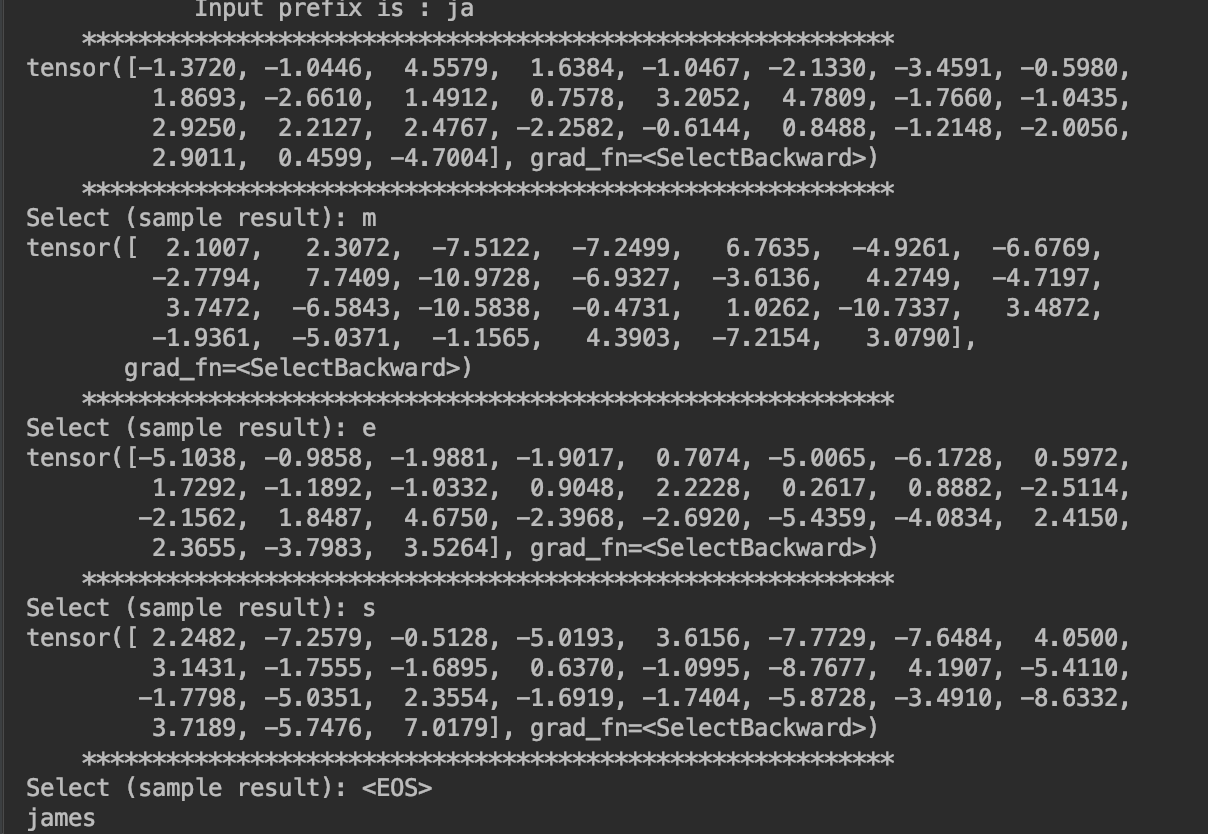 Input prefix is : ja
**********************************************************
tensor([-1.3720, -1.0446,  4.5579,  1.6384, -1.0467, -2.1330, -3.4591, -0.5980,
         1.8693, -2.6610,  1.4912,  0.7578,  3.2052,  4.7809, -1.7660, -1.0435,
         2.9250,  2.2127,  2.4767, -2.2582, -0.6144,  0.8488, -1.2148, -2.0056,
         2.9011,  0.4599, -4.7004], grad_fn=<SelectBackward>)
**********************************************************
Select (sample result): m
tensor([  2.1007,   2.3072,  -7.5122,  -7.2499,   6.7635,  -4.9261,  -6.6769,
         -2.7794,   7.7409, -10.9728,  -6.9327,  -3.6136,   4.2749,  -4.7197,
          3.7472,  -6.5843, -10.5838,  -0.4731,   1.0262, -10.7337,   3.4872,
         -1.9361,  -5.0371,  -1.1565,   4.3903,  -7.2154,   3.0790],
       grad_fn=<SelectBackward>)
**********************************************************
Select (sample result): e
tensor([-5.1038, -0.9858, -1.9881, -1.9017,  0.7074, -5.0065, -6.1728,  0.5972,
         1.7292, -1.1892, -1.0332,  0.9048,  2.2228,  0.2617,  0.8882, -2.5114,
        -2.1562,  1.8487,  4.6750, -2.3968, -2.6920, -5.4359, -4.0834,  2.4150,
         2.3655, -3.7983,  3.5264], grad_fn=<SelectBackward>)
**********************************************************
Select (sample result): s
tensor([ 2.2482, -7.2579, -0.5128, -5.0193,  3.6156, -7.7729, -7.6484,  4.0500,
         3.1431, -1.7555, -1.6895,  0.6370, -1.0995, -8.7677,  4.1907, -5.4110,
        -1.7798, -5.0351,  2.3554, -1.6919, -1.7404, -5.8728, -3.4910, -8.6332,
         3.7189, -5.7476,  7.0179], grad_fn=<SelectBackward>)
**********************************************************
Select (sample result): <EOS>
james